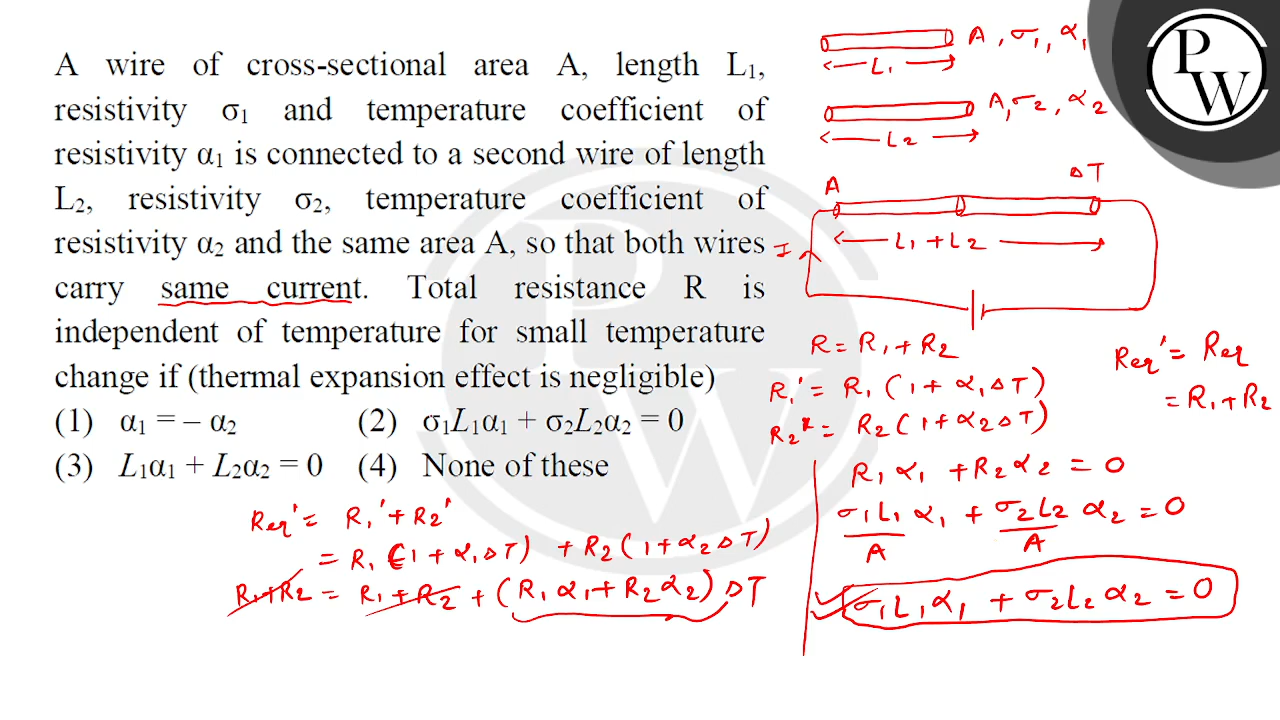 A wire of cross-sectional area A, length L₁,
resistivity σ₁ and temperature coefficient of
resistivity α₁ is connected to a second wire of length
L₂, resistivity σ₂, temperature coefficient of
resistivity α₂ and the same area A, so that both wires
carry same current. Total resistance R is
independent of temperature for small temperature
change if (thermal expansion effect is negligible)
(1) α₁ = – α₂ (2) σ₁L₁α₁ + σ₂L₂α₂ = 0
(3) L₁α₁ + L₂α₂ = 0 (4) None of these
Req' = R₁' + R₂'
= R₁ (1 + α₁ΔT) + R₂ (1 + α₂ΔT)
R₁+R₂ = R₁ + R₂ + (R₁α₁ + R₂α₂) ΔT
A, σ₁, α₁
L₁
A, σ₂, α₂
L₂
ΔT
A
L₁ + L₂
I
R = R₁ + R₂
R₁' = R₁ (1 + α₁ΔT)
R₂' = R₂ (1 + α₂ΔT)
Req' = Req
= R₁ + R₂
R₁α₁ + R₂α₂ = 0
σ₁L₁/A α₁ + σ₂L₂/A α₂ = 0
σ₁L₁α₁ + σ₂L₂α₂ = 0
P
W
PW